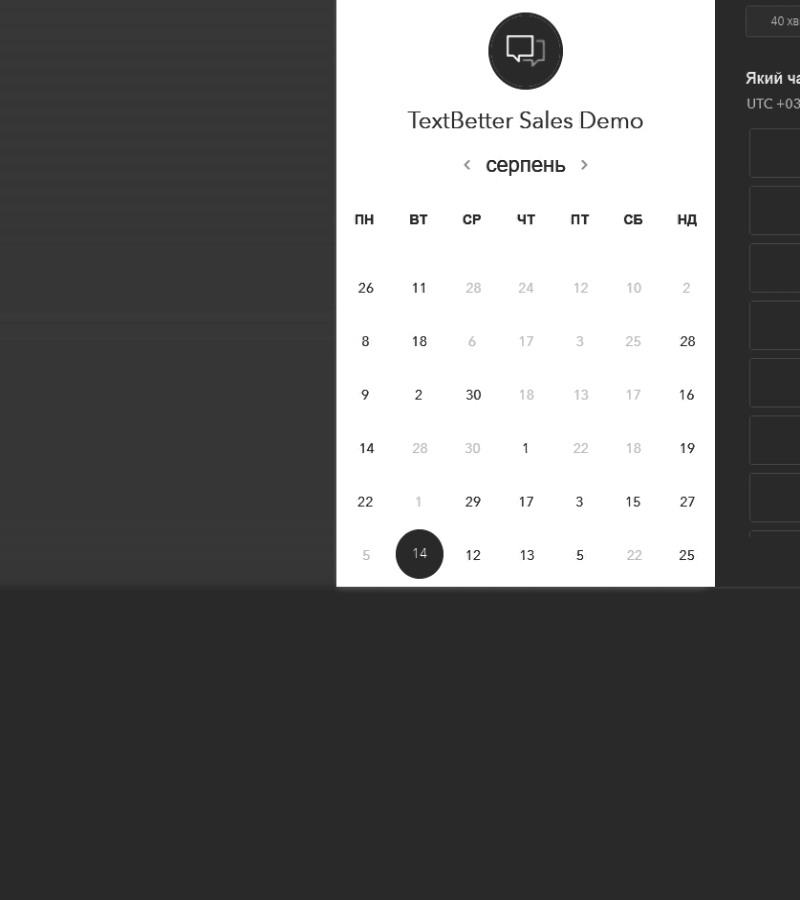 TextBetter Sales Demo
серпень
ПН ВТ СР ЧТ ПТ СБ НД
26 11 28 24 12 10 2
8 18 6 17 3 25 28
9 2 30 18 13 17 16
14 28 30 1 22 18 19
22 1 29 17 3 15 27
5 14 12 13 5 22 25
40 хв
Який ча
UTC +03